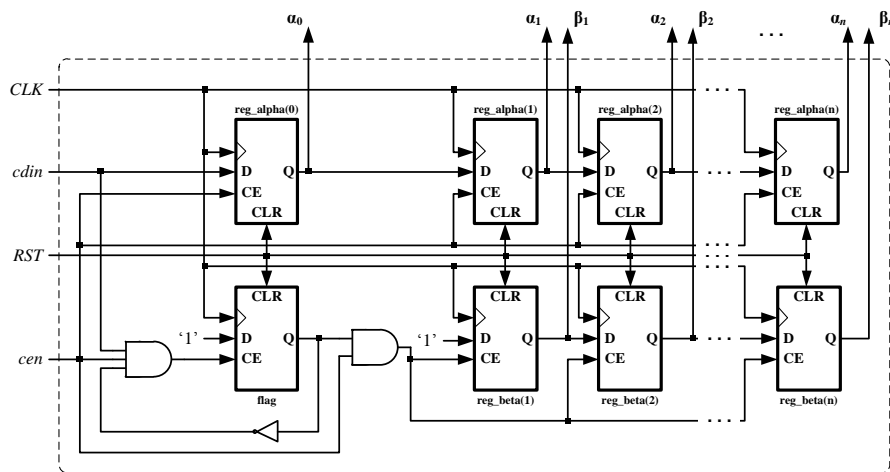 α0 α1 β1 α2 β2 ... αn βn
CLK
reg_alpha(0) reg_alpha(1) reg_alpha(2) ... reg_alpha(n)
cdin D Q D Q D Q ... D Q
CE CE CE CE
CLR CLR CLR ... CLR
RST ...
CLR CLR CLR ... CLR
‘1’ D Q ‘1’ D Q D Q ... D Q
cen CE CE CE ... CE
flag reg_beta(1) reg_beta(2) reg_beta(n)
...